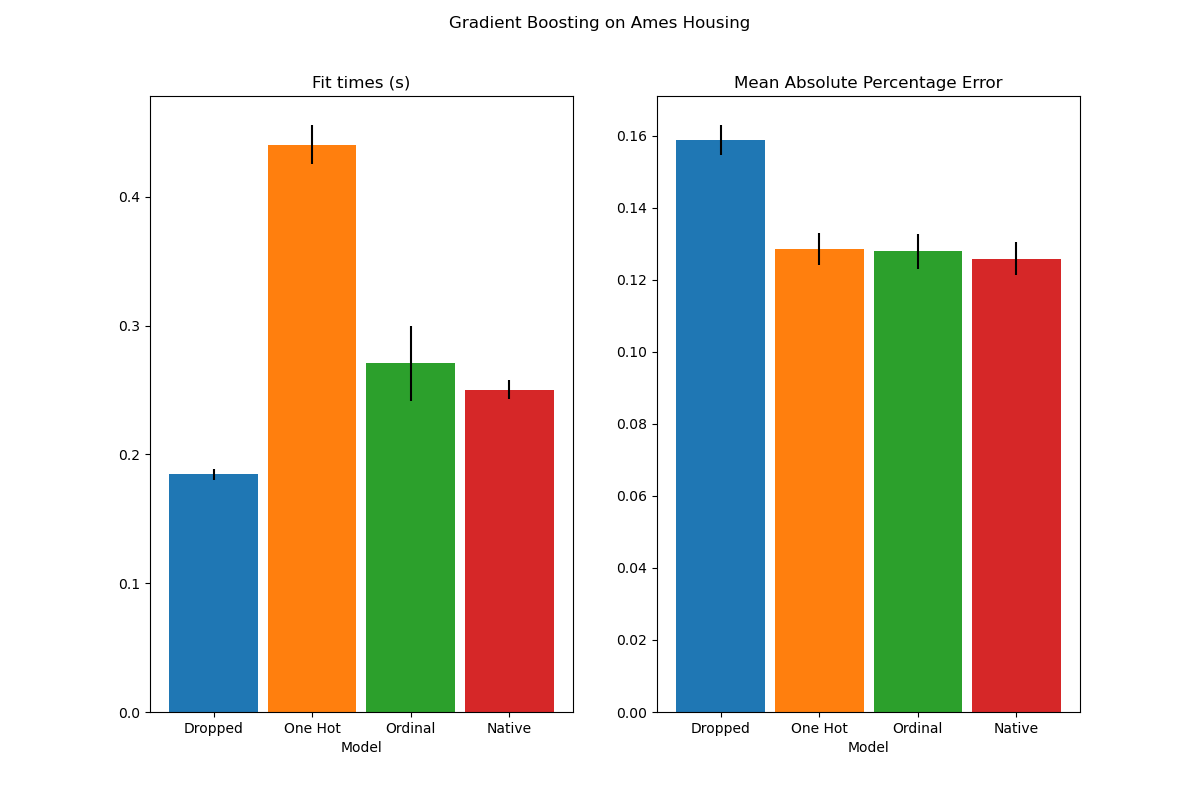 Gradient Boosting on Ames Housing
Fit times (s)
0.4
0.3
0.2
0.1
0.0
Dropped One Hot Ordinal Native
Model
Mean Absolute Percentage Error
0.16
0.14
0.12
0.10
0.08
0.06
0.04
0.02
0.00
Dropped One Hot Ordinal Native
Model